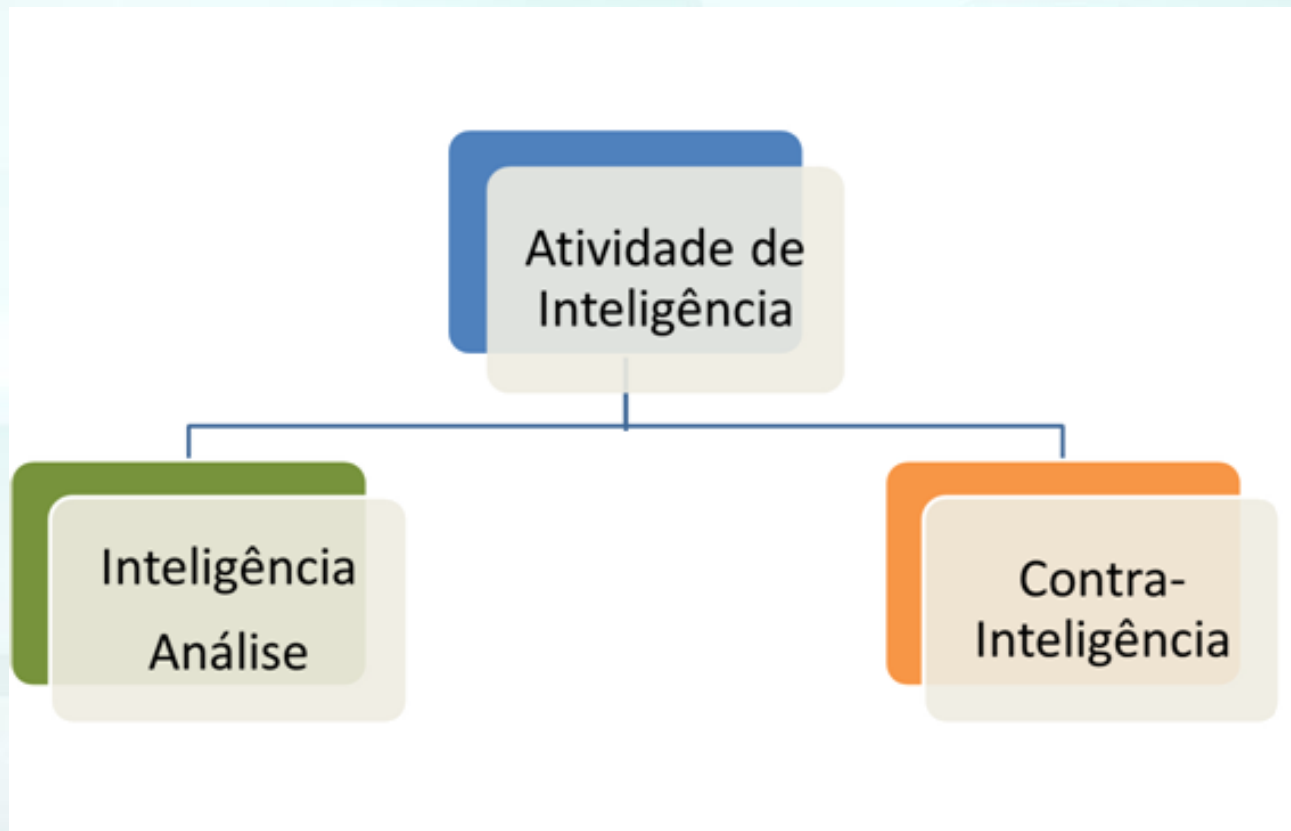 Atividade de
Inteligência
Inteligência
Análise
Contra-
Inteligência